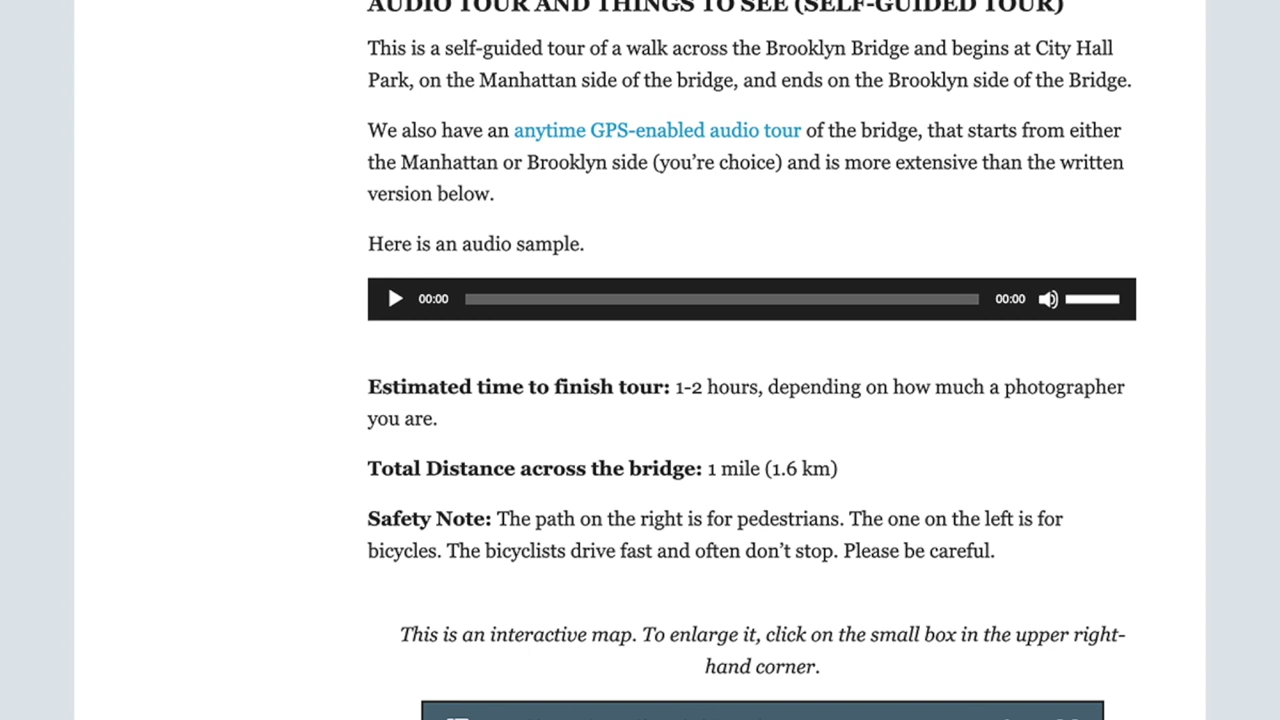 AUDIO TOUR AND THINGS TO SEE (SELF-GUIDED TOUR)
This is a self-guided tour of a walk across the Brooklyn Bridge and begins at City Hall
Park, on the Manhattan side of the bridge, and ends on the Brooklyn side of the Bridge.
We also have an anytime GPS-enabled audio tour of the bridge, that starts from either
the Manhattan or Brooklyn side (you’re choice) and is more extensive than the written
version below.
Here is an audio sample.
00:00 00:00
Estimated time to finish tour: 1-2 hours, depending on how much a photographer
you are.
Total Distance across the bridge: 1 mile (1.6 km)
Safety Note: The path on the right is for pedestrians. The one on the left is for
bicycles. The bicyclists drive fast and often don’t stop. Please be careful.
This is an interactive map. To enlarge it, click on the small box in the upper right-
hand corner.